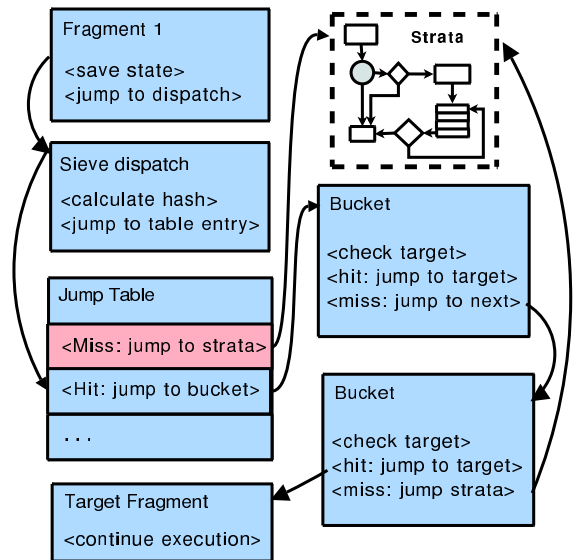 Fragment 1
<save state>
<jump to dispatch>
Sieve dispatch
<calculate hash>
<jump to table entry>
Jump Table
<Miss: jump to strata>
<Hit: jump to bucket>
...
Target Fragment
<continue execution>
Strata
Bucket
<check target>
<hit: jump to target>
<miss: jump to next>
Bucket
<check target>
<hit: jump to target>
<miss: jump strata>